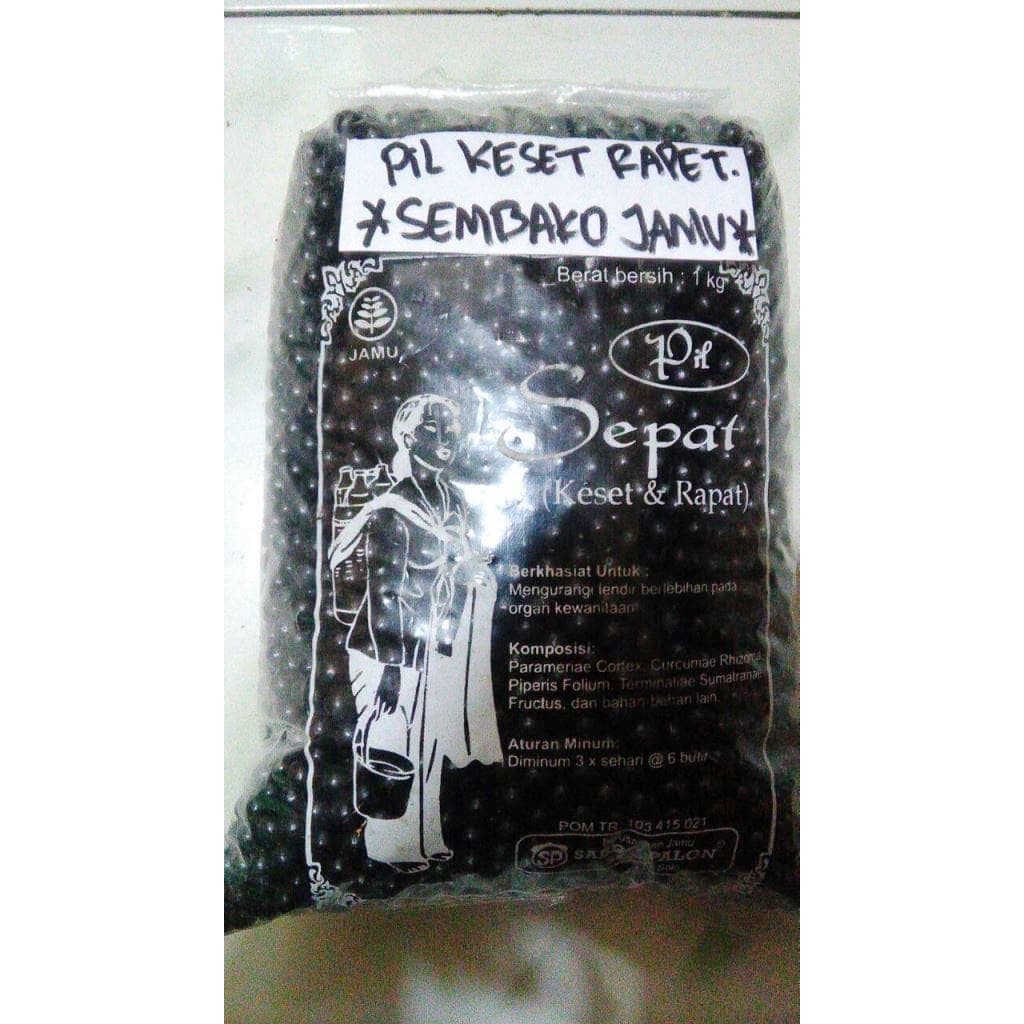 PIL KESET RAPET.
*SEMBAKO JAMU*
Berat bersih : 1 kg
JAMU
Pil
Sepat
(Keset & Rapat)
Berkhasiat Untuk :
Mengurangi lendir berlebihan pada
organ kewanitaan
Komposisi:
Parameriae Cortex, Curcumae Rhizoma,
Piperis Folium, Terminaliae Sumatranae
Fructus, dan bahan-bahan lain.
Aturan Minum:
Diminum 3 x sehari @ 6 butir
POM TR. 193 415 021
Jamu
SP